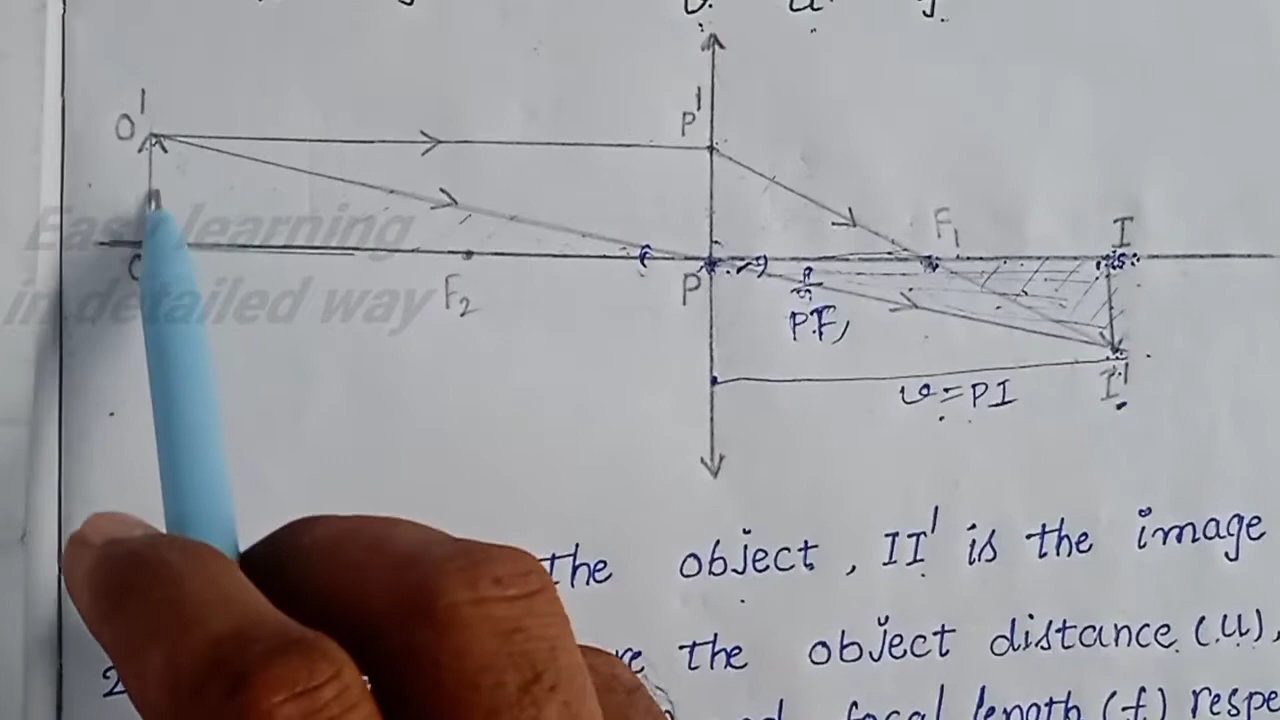 O'
P'
F₁
I
F₂
P
PF₁
I'
v=PI
Easy learning
in detailed way
the object, II' is the image
the object distance (u),
focal length (f) respe